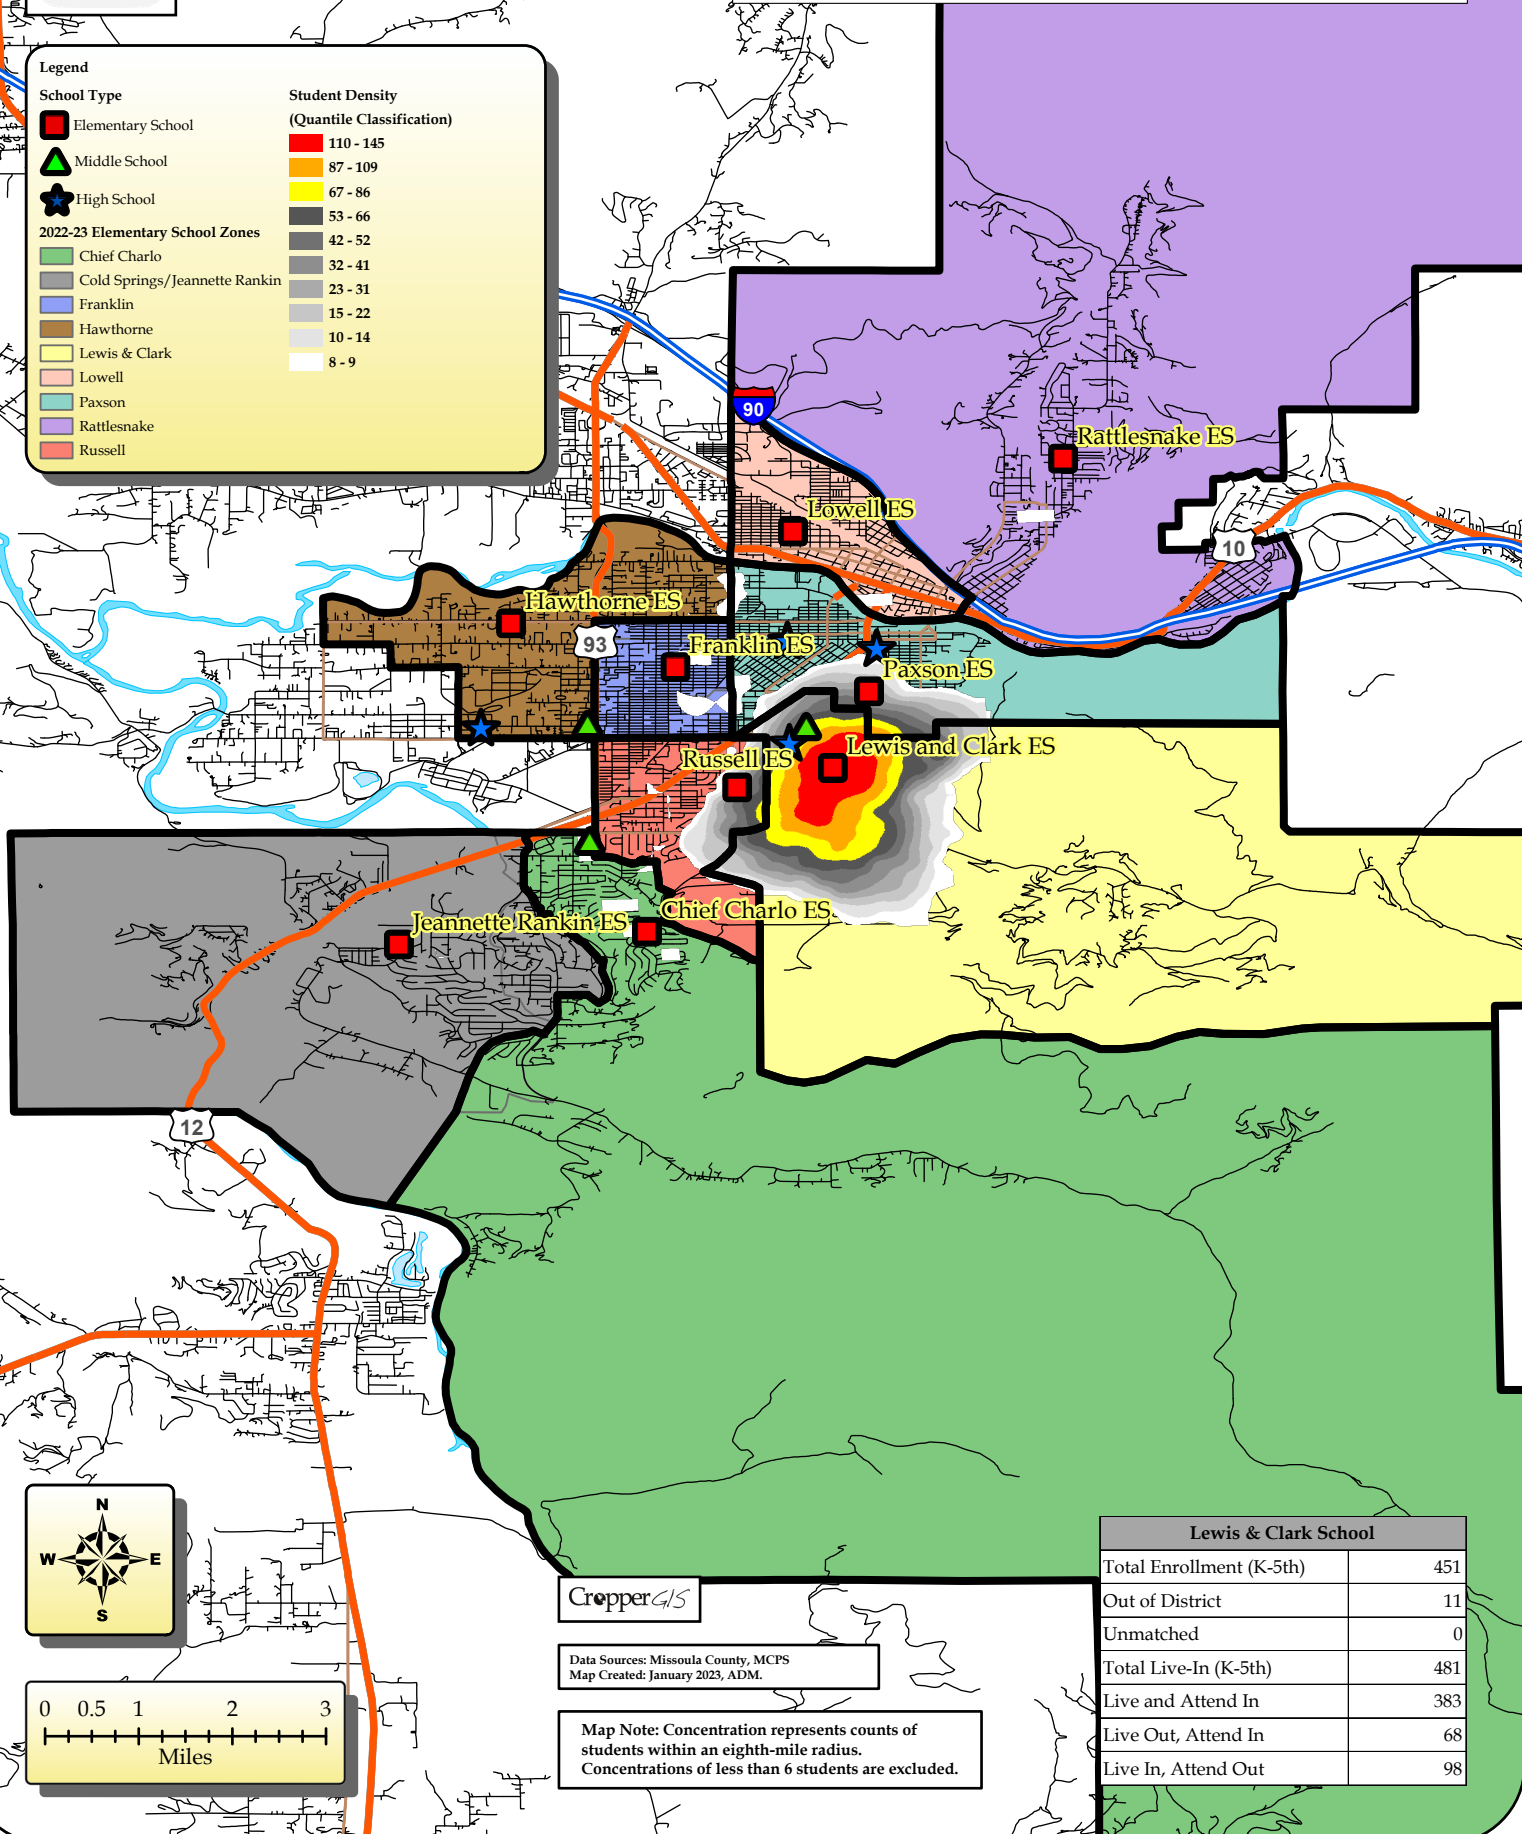 Legend
School Type
Elementary School
Middle School
High School
2022-23 Elementary School Zones
Chief Charlo
Cold Springs/Jeannette Rankin
Franklin
Hawthorne
Lewis & Clark
Lowell
Paxson
Rattlesnake
Russell
Student Density
(Quantile Classification)
110 - 145
87 - 109
67 - 86
53 - 66
42 - 52
32 - 41
23 - 31
15 - 22
10 - 14
8 - 9
90
Rattlesnake ES
Lowell ES
10
Hawthorne ES
93
Franklin ES
Paxson ES
Lewis and Clark ES
Russell ES
Chief Charlo ES
Jeannette Rankin ES
12
N
W E
S
0 0.5 1 2 3
Miles
CropperGIS
Data Sources: Missoula County, MCPS
Map Created: January 2023, ADM.
Map Note: Concentration represents counts of
students within an eighth-mile radius.
Concentrations of less than 6 students are excluded.
Lewis & Clark School
Total Enrollment (K-5th) 451
Out of District 11
Unmatched 0
Total Live-In (K-5th) 481
Live and Attend In 383
Live Out, Attend In 68
Live In, Attend Out 98